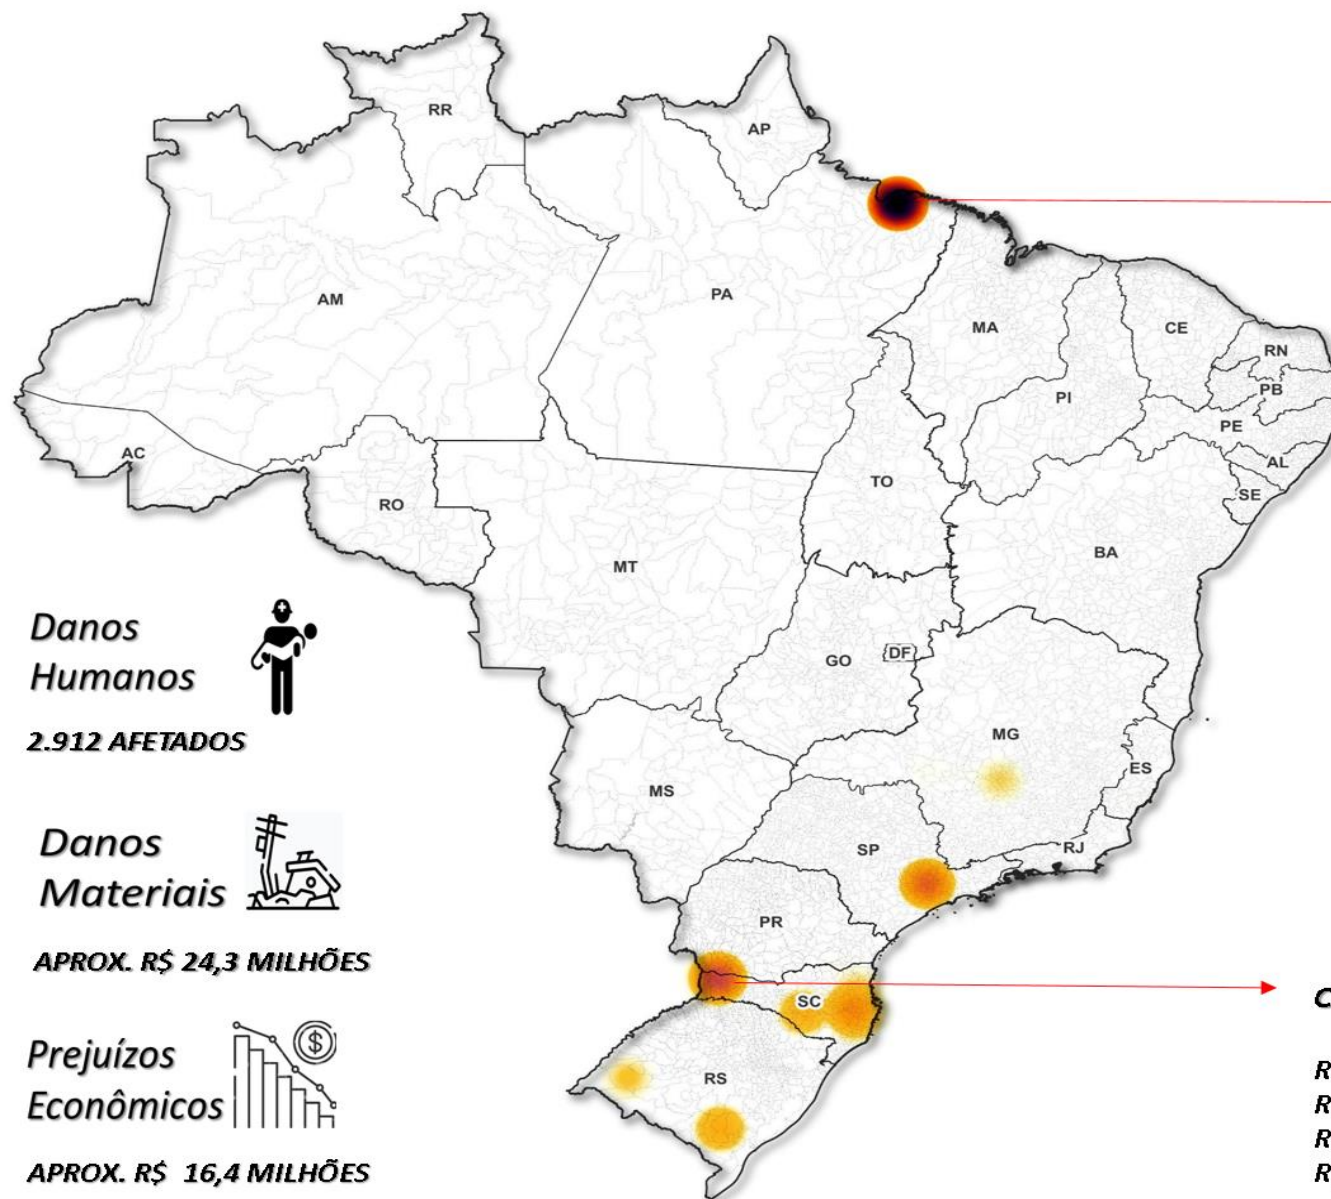 RR
AP
AM
PA
MA
CE
RN
PB
PI
PE
AC
AL
TO
SE
RO
BA
MT
Danos
Humanos
2.912 AFETADOS
GO
DF
MG
ES
MS
Danos
Materiais
SP
RJ
PR
APROX. R$ 24,3 MILHÕES
SC
C
Prejuízos
Econômicos
$
RS
R
R
R
R
APROX. R$ 16,4 MILHÕES